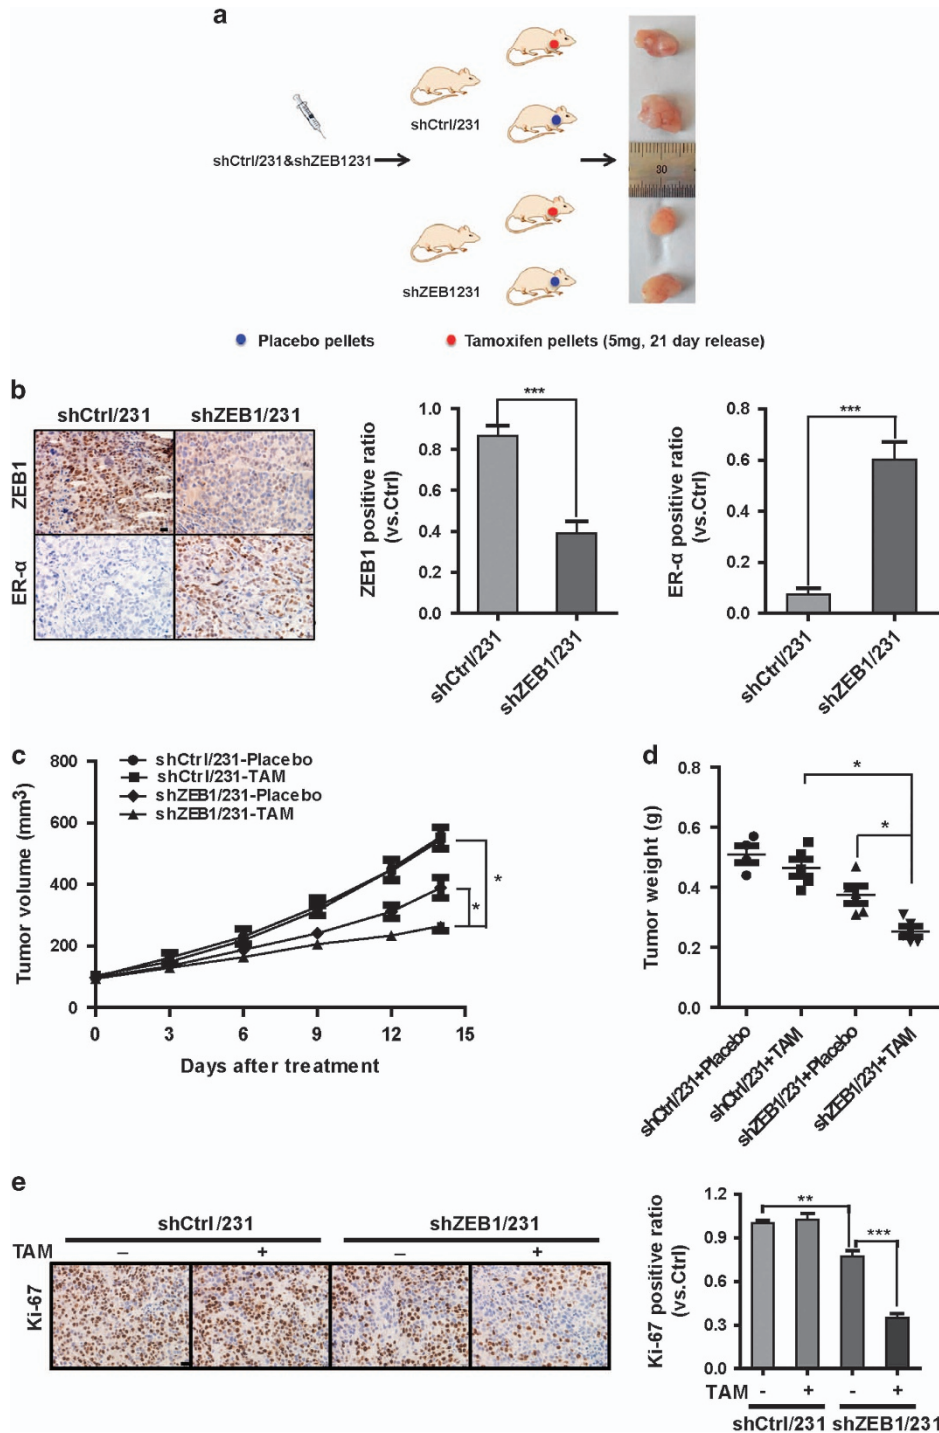 a
shCtrl/231
shCtrl/231&shZEB1231
30
shZEB1231
Placebo pellets
Tamoxifen pellets (5mg, 21 day release)
b
shCtrl/231 shZEB1/231
ZEB1
ER-α
ZEB1 positive ratio
(vs.Ctrl)
1.0
0.8
0.6
0.4
0.2
0.0
***
shCtrl/231
shZEB1/231
ER-α positive ratio
(vs.Ctrl)
0.8
0.6
0.4
0.2
0.0
***
shCtrl/231
shZEB1/231
c
Tumor volume (mm³)
800
600
400
200
0
shCtrl/231-Placebo
shCtrl/231-TAM
shZEB1/231-Placebo
shZEB1/231-TAM
*
*
0 3 6 9 12 15
Days after treatment
d
Tumor weight (g)
0.8
0.6
0.4
0.2
0.0
*
*
shCtrl/231+Placebo
shCtrl/231+TAM
shZEB1/231+Placebo
shZEB1/231+TAM
e
shCtrl/231 shZEB1/231
TAM – + – +
Ki-67
Ki-67 positive ratio
(vs.Ctrl)
1.2
0.9
0.6
0.3
0.0
**
***
TAM - + - +
shCtrl/231 shZEB1/231